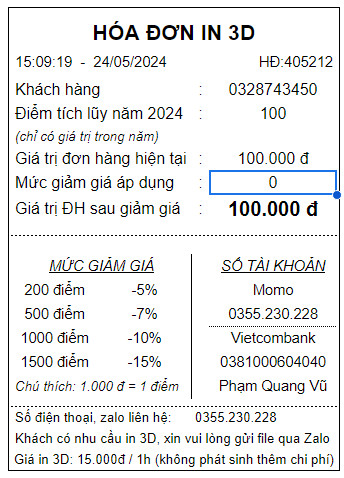 HÓA ĐƠN IN 3D
15:09:19 - 24/05/2024 HĐ:405212
Khách hàng : 0328743450
Điểm tích lũy năm 2024 : 100
(chỉ có giá trị trong năm)
Giá trị đơn hàng hiện tại : 100.000 đ
Mức giảm giá áp dụng : 0
Giá trị ĐH sau giảm giá : 100.000 đ
MỨC GIẢM GIÁ SỐ TÀI KHOẢN
200 điểm -5% Momo
500 điểm -7% 0355.230.228
1000 điểm -10% Vietcombank
1500 điểm -15% 0381000604040
Chú thích: 1.000 đ = 1 điểm Phạm Quang Vũ
Số điện thoại, zalo liên hệ: 0355.230.228
Khách có nhu cầu in 3D, xin vui lòng gửi file qua Zalo
Giá in 3D: 15.000đ / 1h (không phát sinh thêm chi phí)